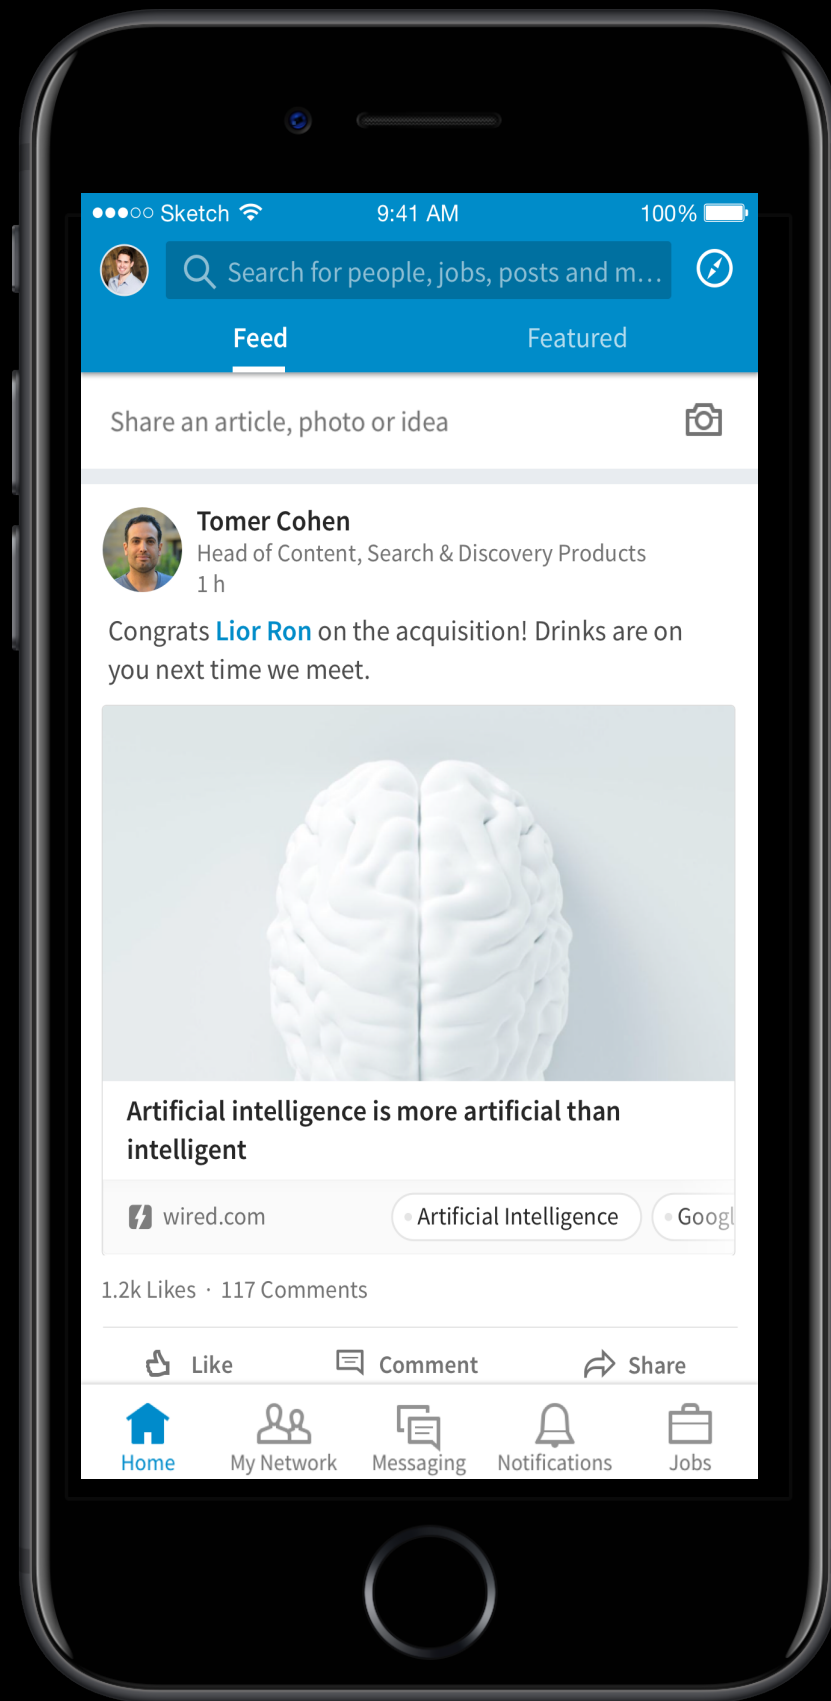 Sketch 9:41 AM 100%
Search for people, jobs, posts and m...
Feed Featured
Share an article, photo or idea
Tomer Cohen
Head of Content, Search & Discovery Products
1 h
Congrats Lior Ron on the acquisition! Drinks are on
you next time we meet.
Artificial intelligence is more artificial than
intelligent
wired.com Artificial Intelligence Googl
1.2k Likes · 117 Comments
Like Comment Share
Home My Network Messaging Notifications Jobs